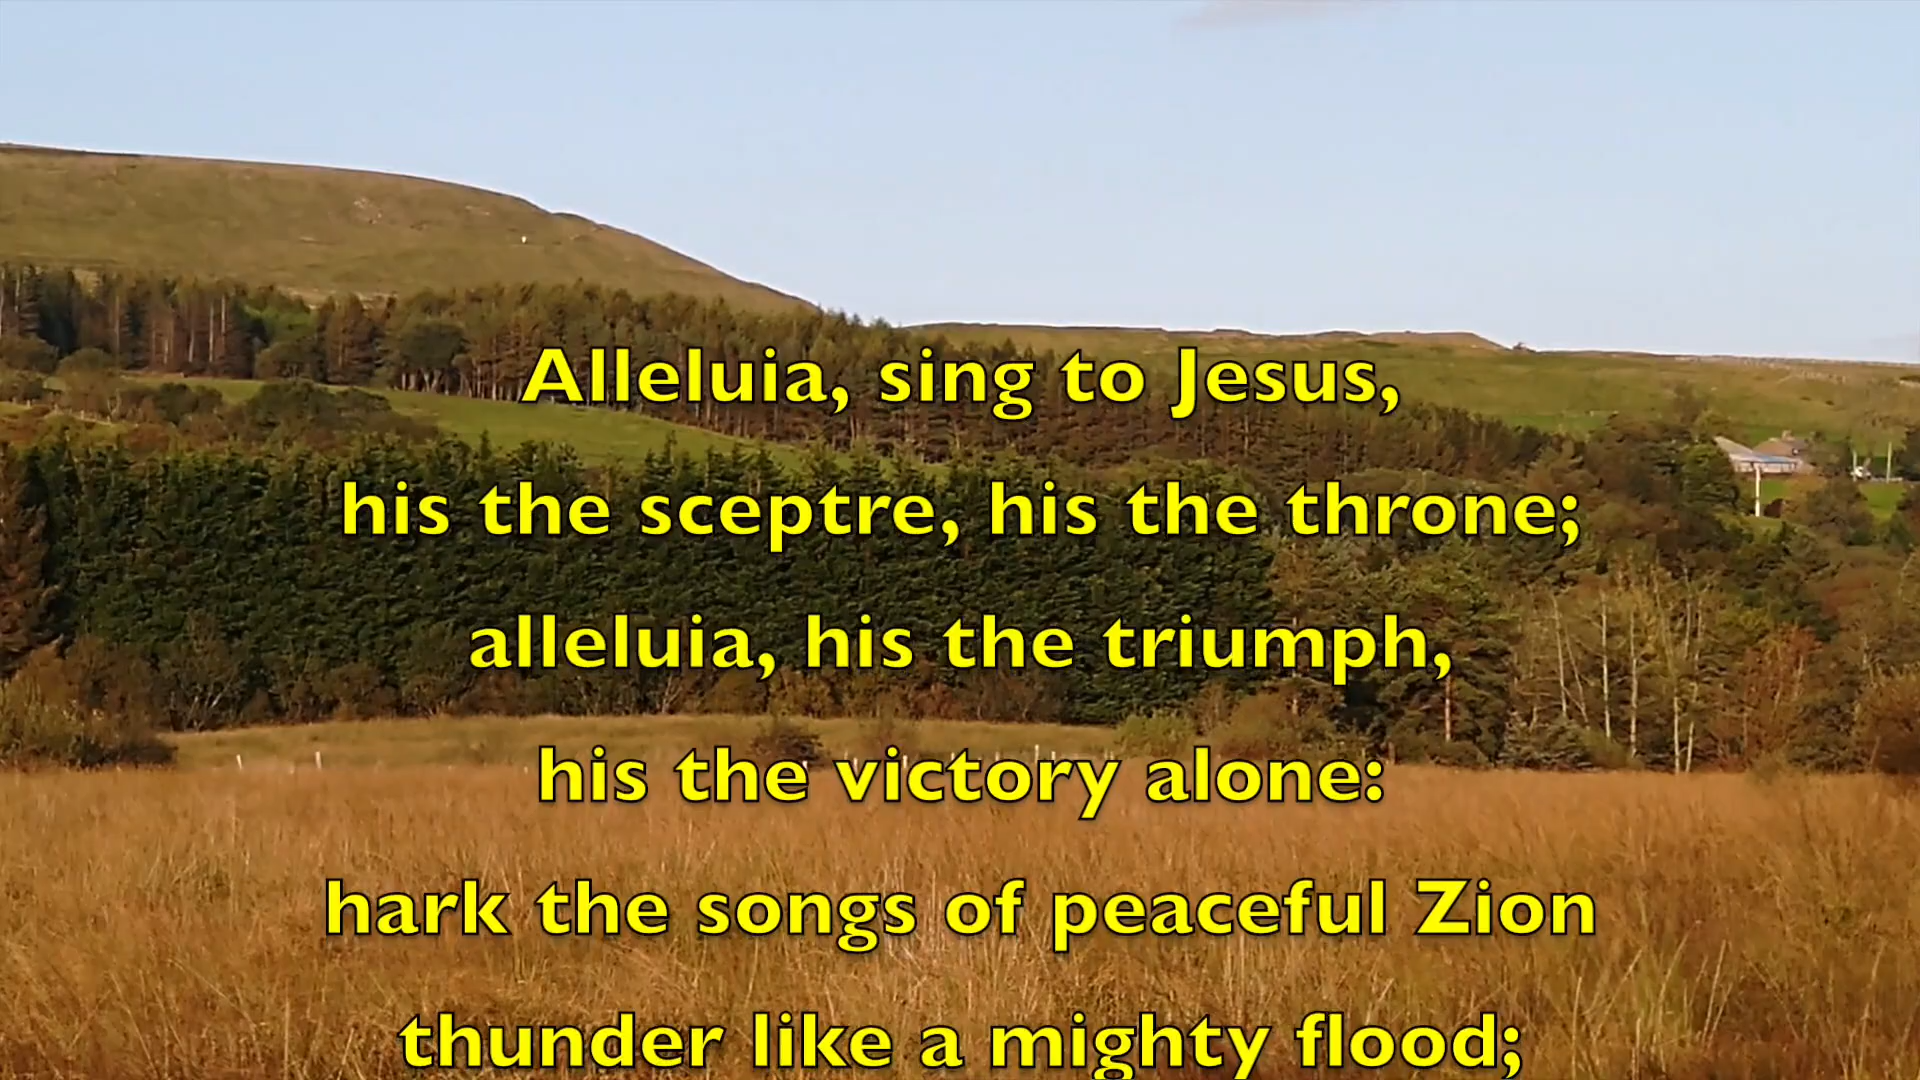 Alleluia, sing to Jesus,
his the sceptre, his the throne;
alleluia, his the triumph,
his the victory alone:
hark the songs of peaceful Zion
thunder like a mighty flood;